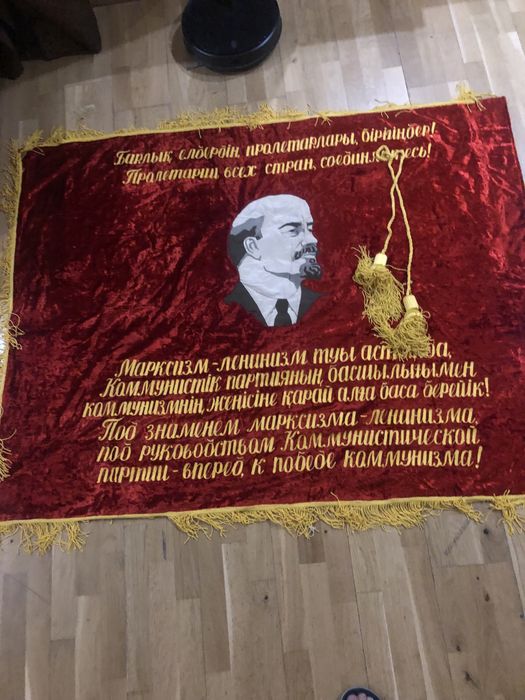 Барлық елдердің пролетарлары, бірігіңдер!
Пролетарии всех стран, соединяйтесь!
Марксизм-ленинизм туы астында,
Коммунистік партияның басшылығымен
коммунизмнің жеңісіне қарай алға баса берейік!
Под знаменем марксизма-ленинизма,
под руководством Коммунистической
партии - вперед, к победе коммунизма!